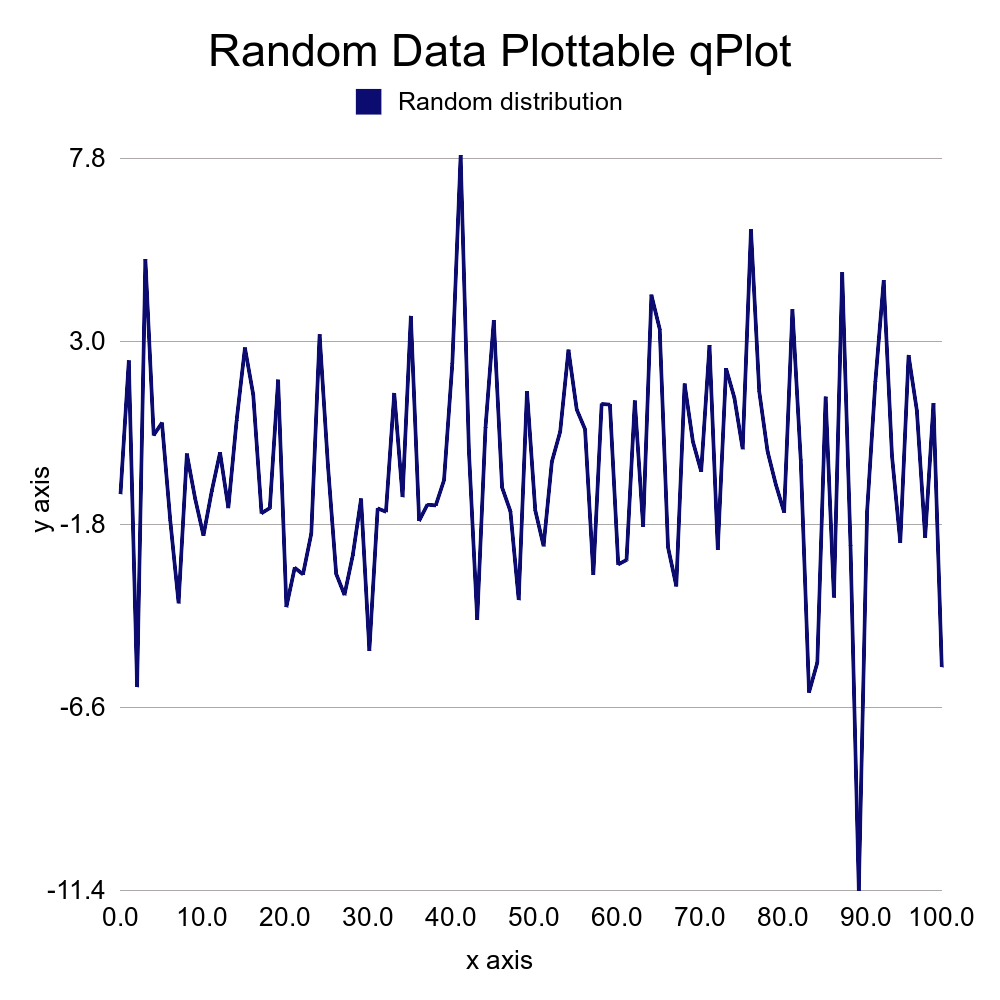 Random Data Plottable qPlot
Random distribution
7.8
3.0
-1.8
-6.6
-11.4
y axis
0.0 10.0 20.0 30.0 40.0 50.0 60.0 70.0 80.0 90.0 100.0
x axis